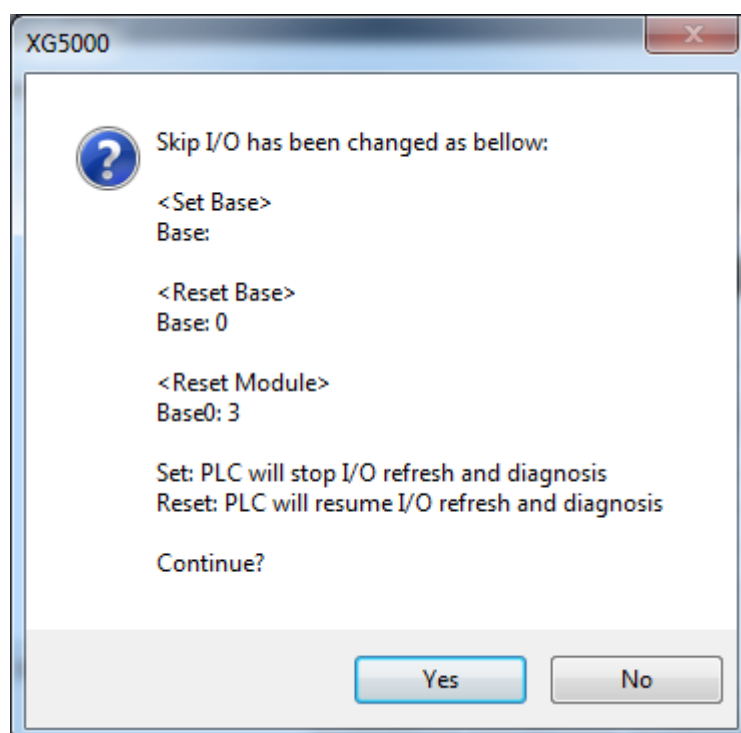 XG5000
Skip I/O has been changed as bellow:
<Set Base>
Base:
<Reset Base>
Base: 0
<Reset Module>
Base0: 3
Set: PLC will stop I/O refresh and diagnosis
Reset: PLC will resume I/O refresh and diagnosis
Continue?
Yes
No